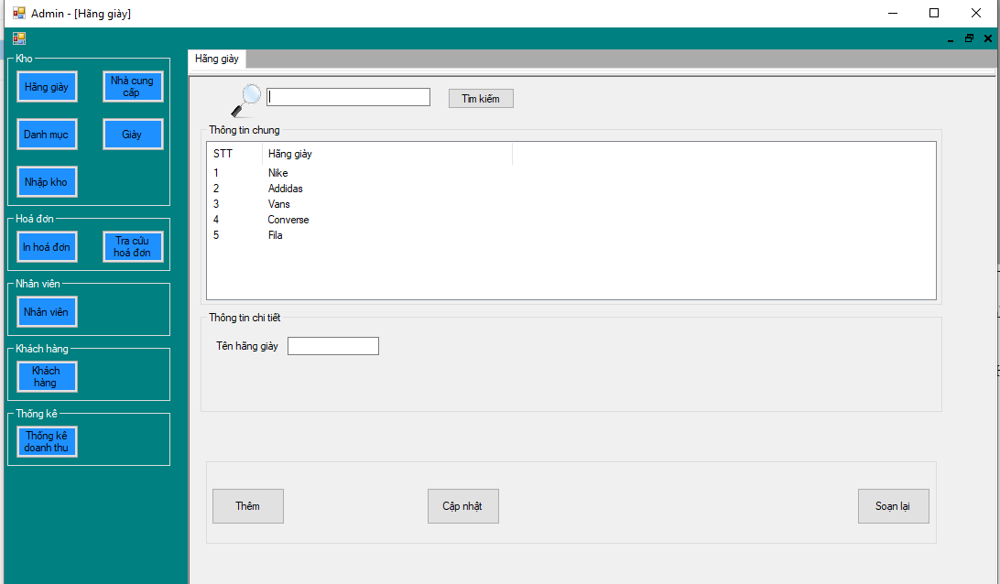 Admin - [Hãng giày]
Kho
Hãng giày
Nhà cung
cấp
Danh mục
Giày
Nhập kho
Hoá đơn
In hoá đơn
Tra cứu
hoá đơn
Nhân viên
Nhân viên
Khách hàng
Khách
hàng
Thống kê
Thống kê
doanh thu
Hãng giày
Tìm kiếm
Thông tin chung
STT Hãng giày
1 Nike
2 Addidas
3 Vans
4 Converse
5 Fila
Thông tin chi tiết
Tên hãng giày
Thêm
Cập nhật
Soạn lại